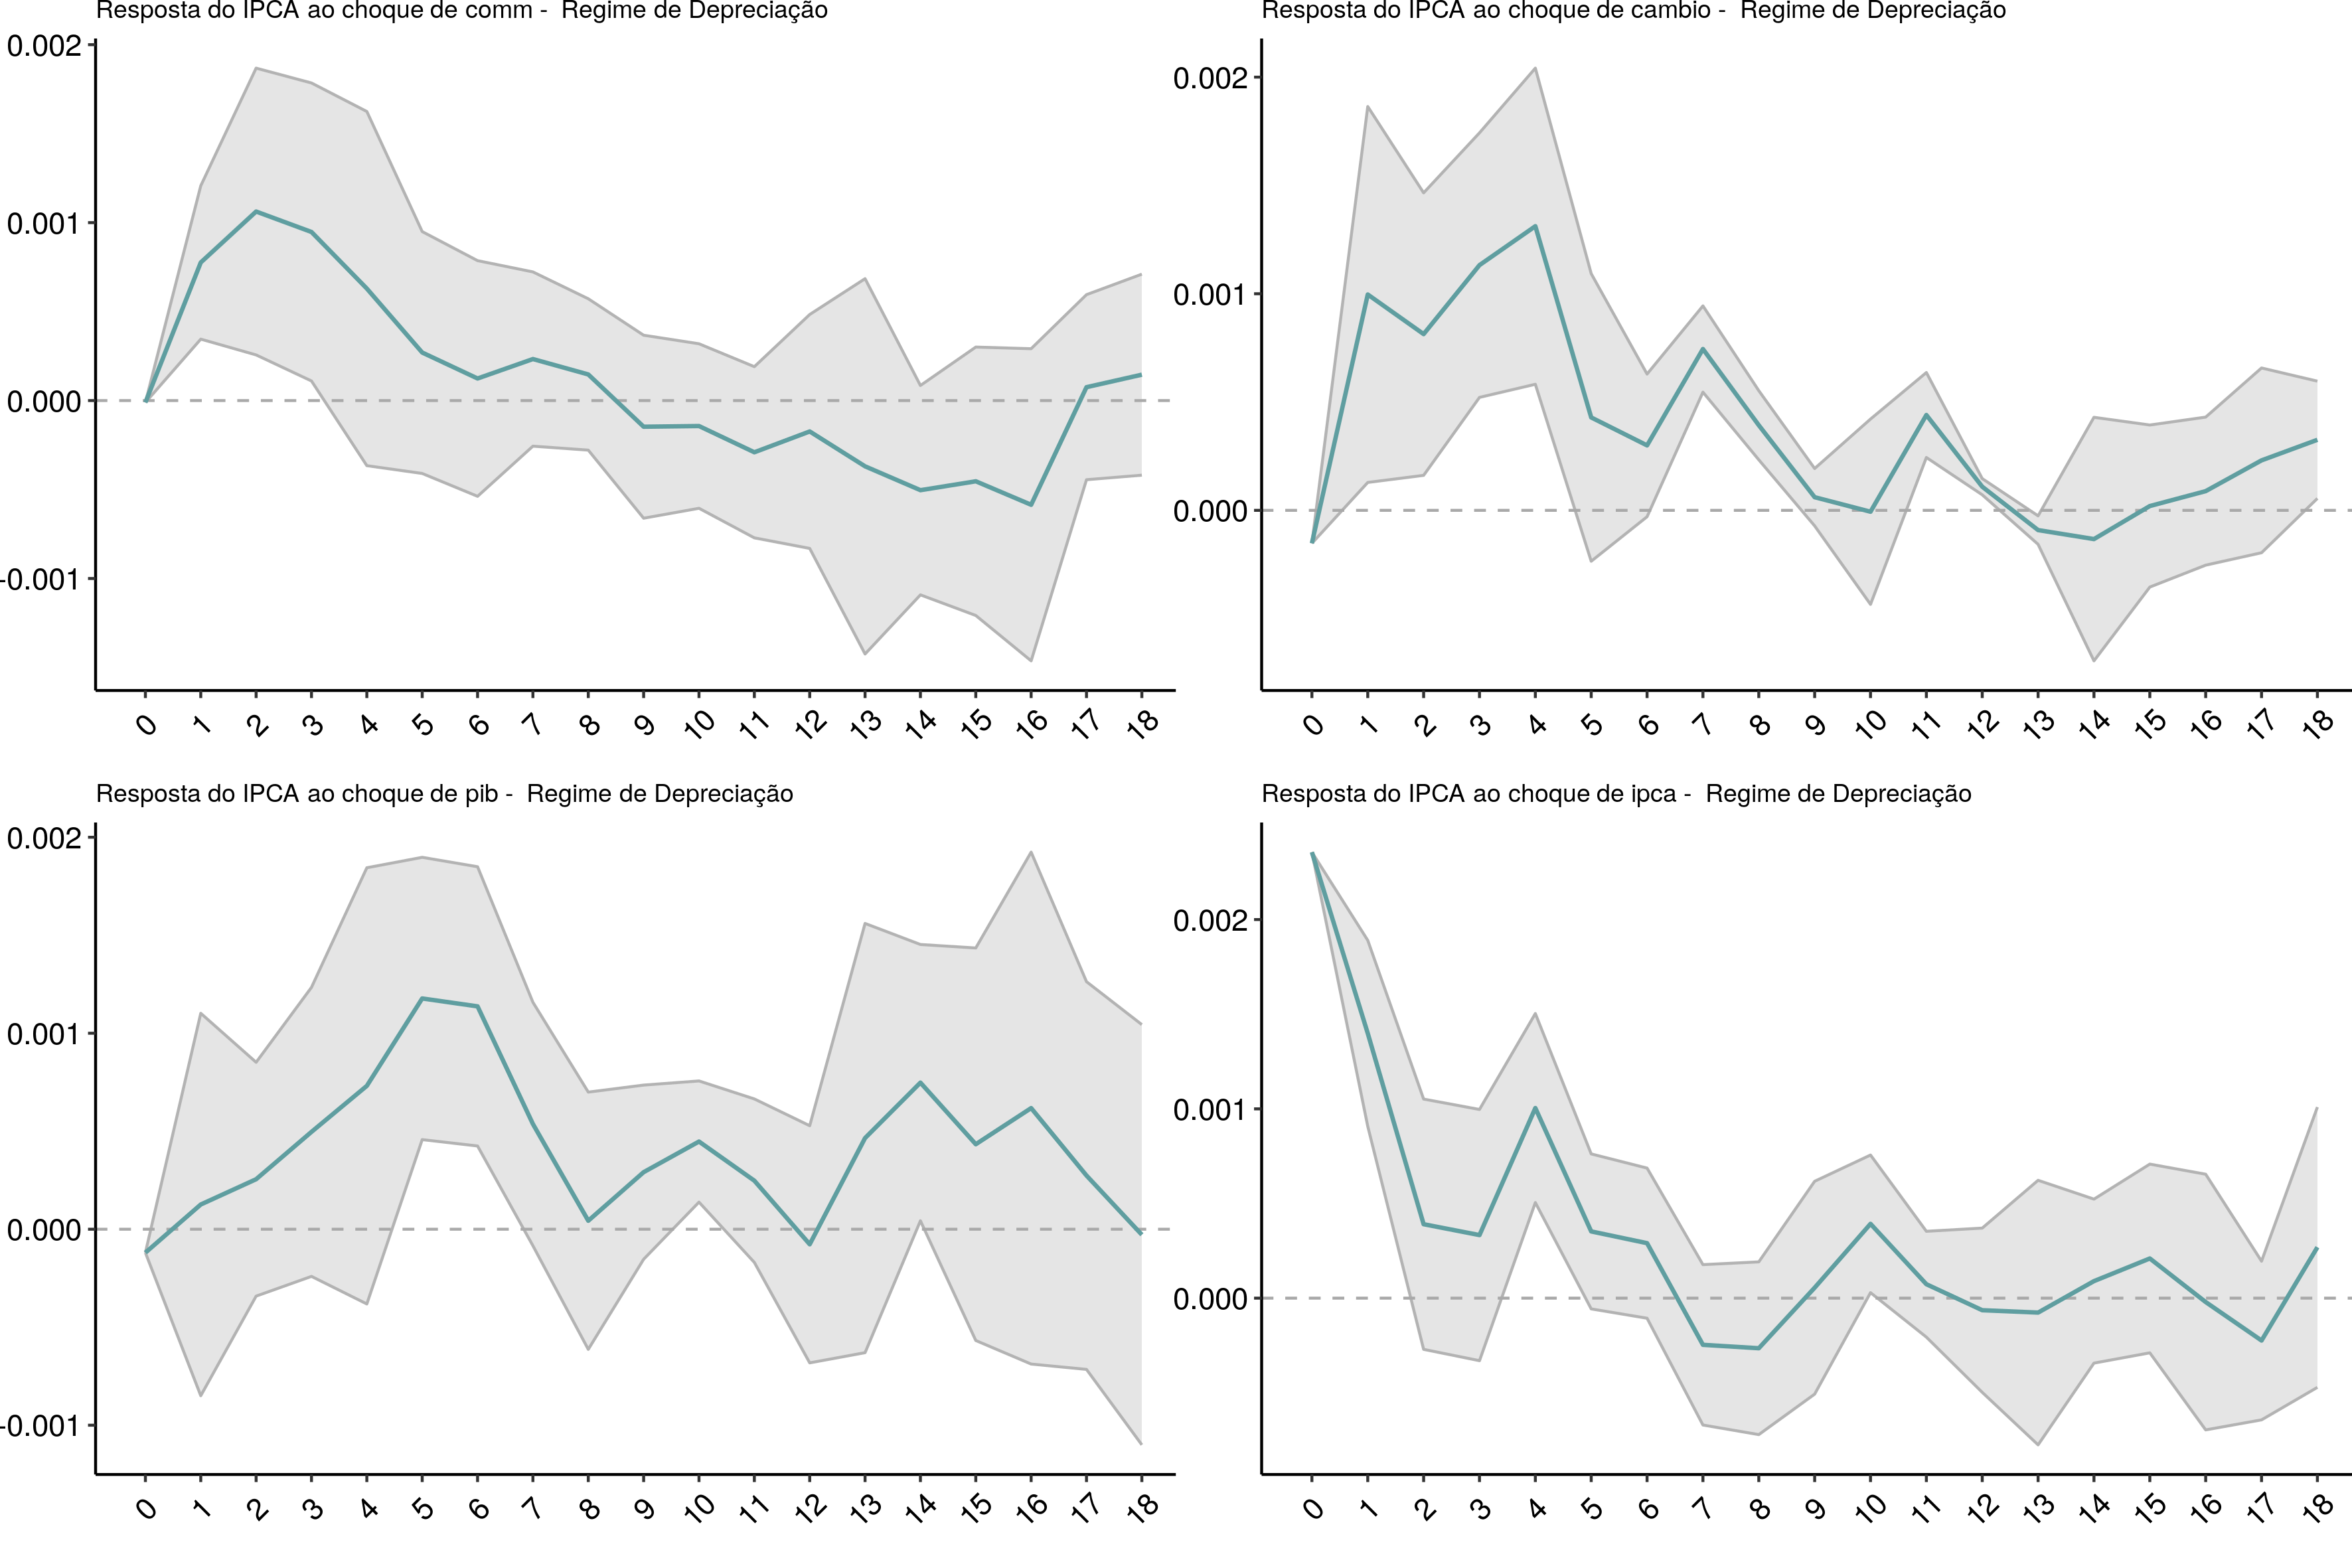 Resposta do IPCA ao choque de comm -  Regime de Depreciação
0.002
0.001
0.000
-0.001
0 1 2 3 4 5 6 7 8 9 10 11 12 13 14 15 16 17 18
Resposta do IPCA ao choque de cambio -  Regime de Depreciação
0.002
0.001
0.000
0 1 2 3 4 5 6 7 8 9 10 11 12 13 14 15 16 17 18
Resposta do IPCA ao choque de pib -  Regime de Depreciação
0.002
0.001
0.000
-0.001
0 1 2 3 4 5 6 7 8 9 10 11 12 13 14 15 16 17 18
Resposta do IPCA ao choque de ipca -  Regime de Depreciação
0.002
0.001
0.000
0 1 2 3 4 5 6 7 8 9 10 11 12 13 14 15 16 17 18